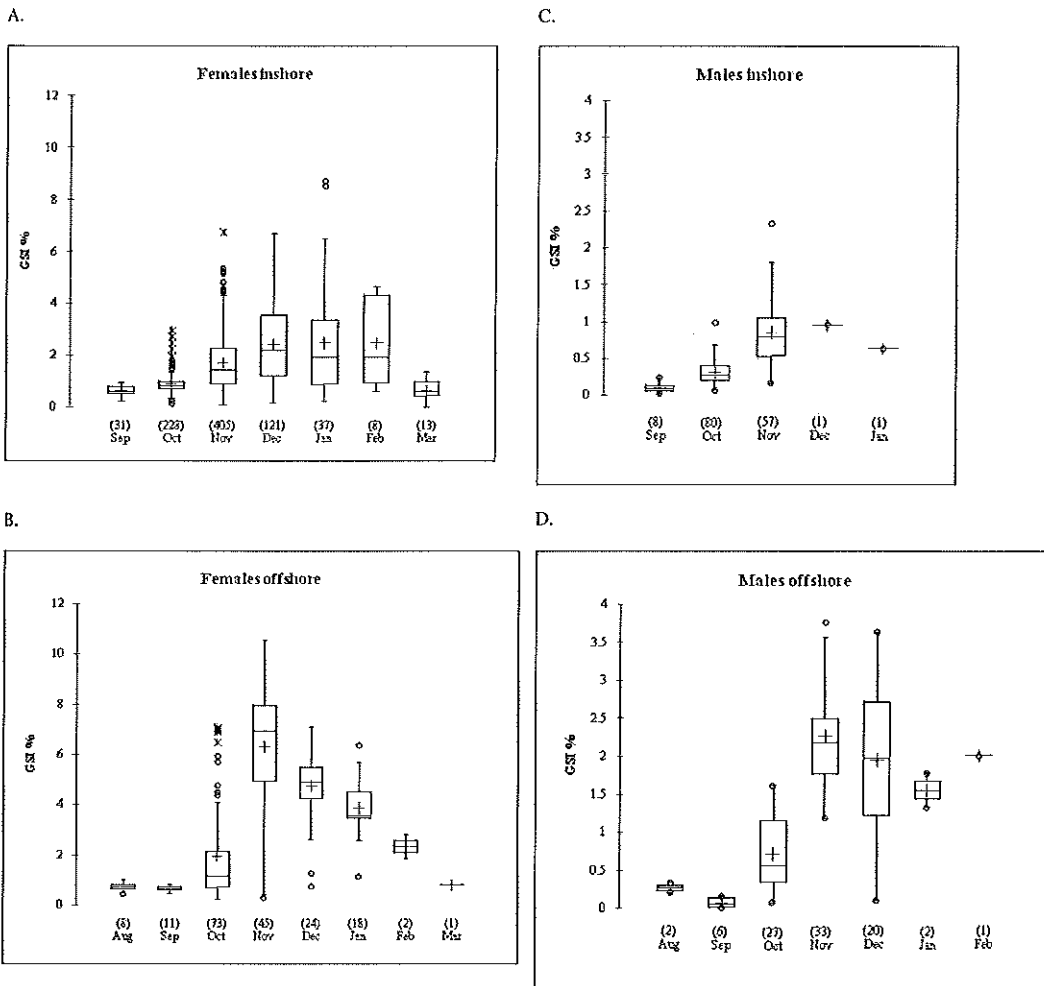 A.
Females inshore
12
10
8
6
4
2
0
GSI %
(31) (228) (405) (121) (37) (8) (13)
Sep Oct Nov Dec Jan Feb Mar
C.
Males inshore
4
3.5
3
2.5
2
1.5
1
0.5
0
GSI %
(8) (80) (57) (1) (1)
Sep Oct Nov Dec Jan
B.
Females offshore
12
10
8
6
4
2
0
GSI %
(8) (11) (73) (45) (24) (18) (2) (1)
Aug Sep Oct Nov Dec Jan Feb Mar
D.
Males offshore
4
3.5
3
2.5
2
1.5
1
0.5
0
GSI %
(2) (6) (27) (33) (20) (2) (1)
Aug Sep Oct Nov Dec Jan Feb